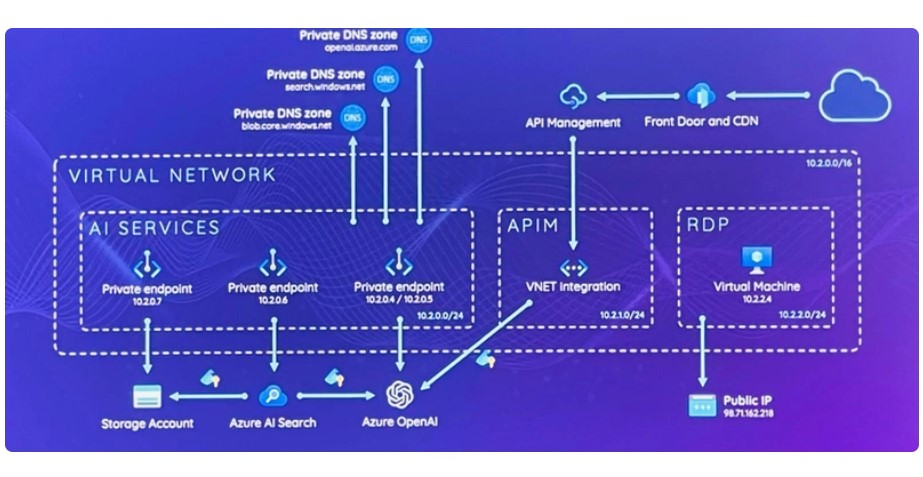 Private DNS zone
openai.azure.com
DNS
Private DNS zone
search.windows.net
DNS
Private DNS zone
blob.core.windows.net
DNS
API Management
Front Door and CDN
VIRTUAL NETWORK
10.2.0.0/16
AI SERVICES
Private endpoint
10.2.0.7
Private endpoint
10.2.0.6
Private endpoint
10.2.0.4 / 10.2.0.5
10.2.0.0/24
APIM
VNET Integration
10.2.1.0/24
RDP
Virtual Machine
10.2.2.4
10.2.2.0/24
Storage Account
Azure AI Search
Azure OpenAI
Public IP
98.71.162.218